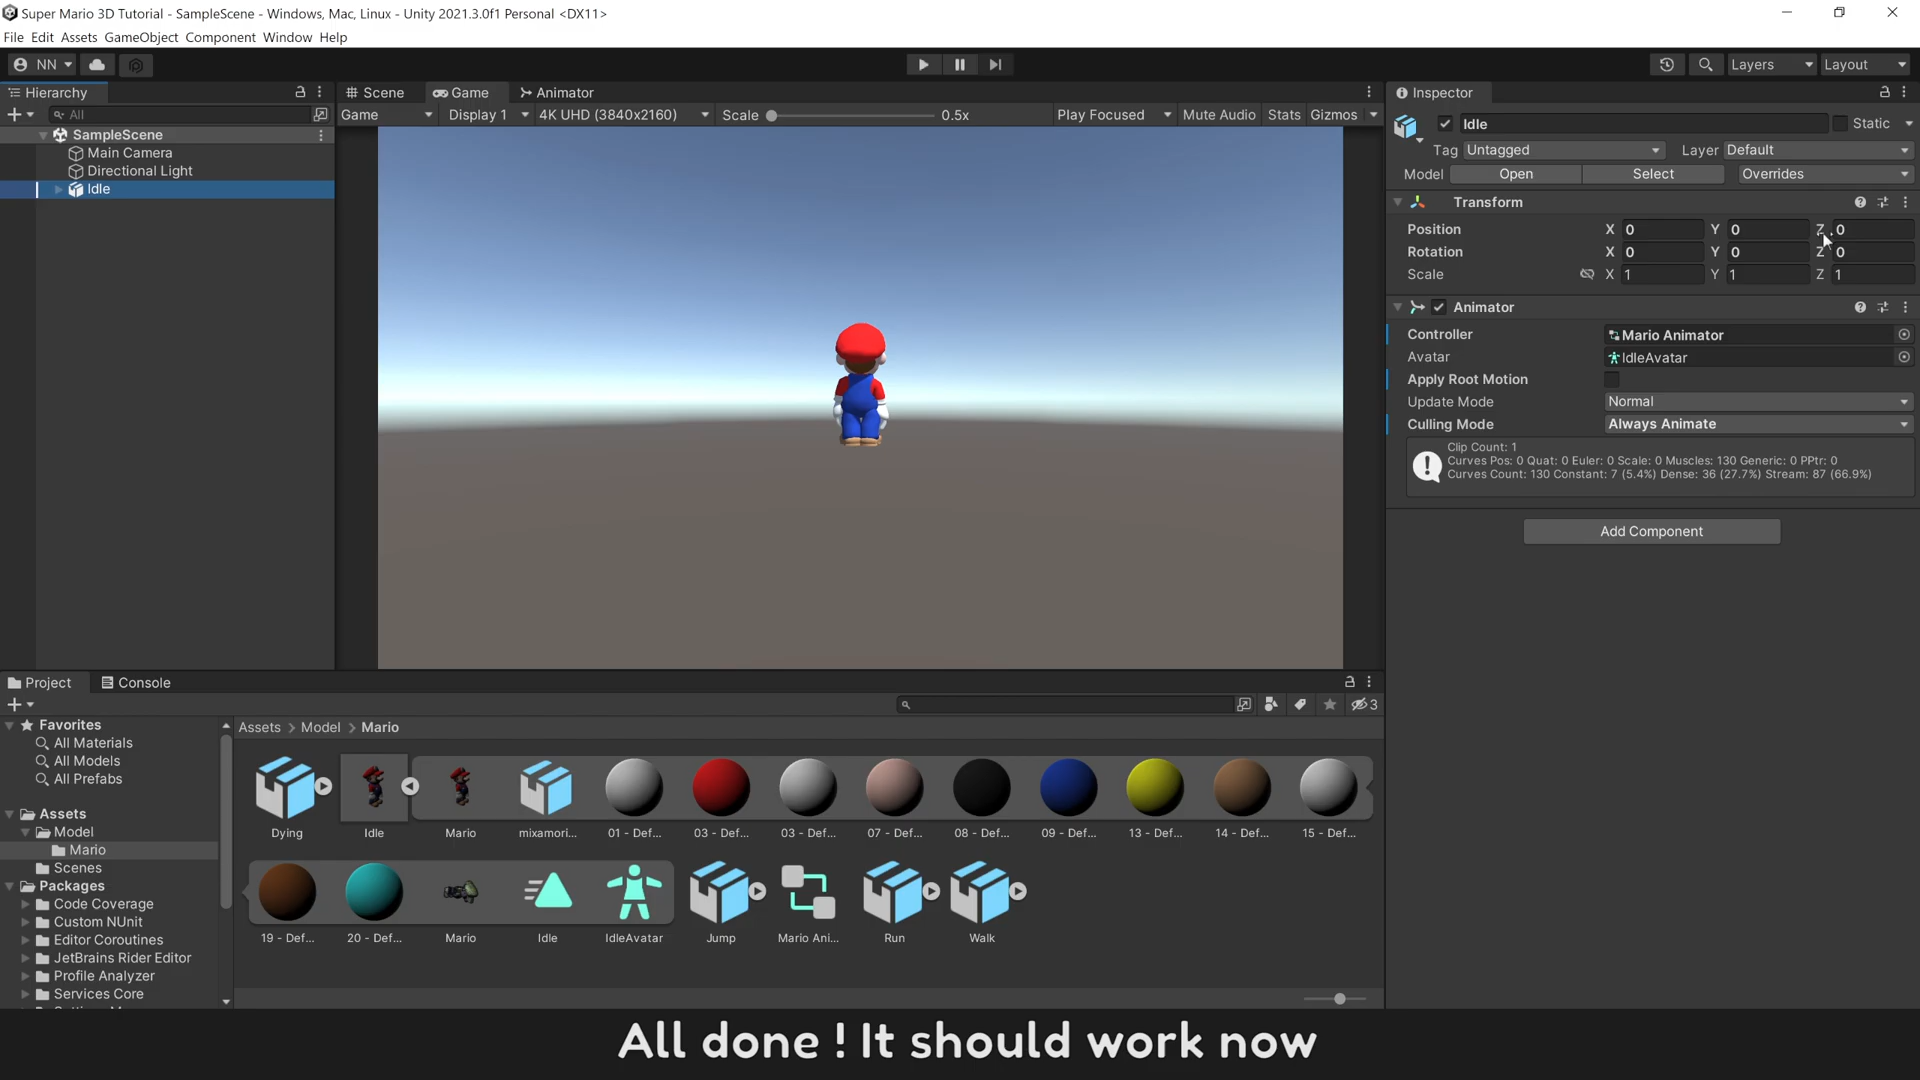 Super Mario 3D Tutorial - SampleScene - Windows, Mac, Linux - Unity 2021.3.0f1 Personal <DX11>
File Edit Assets GameObject Component Window Help
NN Layers Layout
Hierarchy
All
SampleScene
Main Camera
Directional Light
Idle
Scene Game Animator
Game Display 1 4K UHD (3840x2160) Scale 0.5x Play Focused Mute Audio Stats Gizmos
Inspector
Idle Static
Tag Untagged Layer Default
Model Open Select Overrides
Transform
Position X 0 Y 0 Z 0
Rotation X 0 Y 0 Z 0
Scale X 1 Y 1 Z 1
Animator
Controller Mario Animator
Avatar IdleAvatar
Apply Root Motion
Update Mode Normal
Culling Mode Always Animate
Clip Count: 1
Curves Pos: 0 Quat: 0 Euler: 0 Scale: 0 Muscles: 130 Generic: 0 PPtr: 0
Curves Count: 130 Constant: 7 (5.4%) Dense: 36 (27.7%) Stream: 87 (66.9%)
Add Component
Project Console
3
Favorites
All Materials
All Models
All Prefabs
Assets
Model
Mario
Scenes
Packages
Code Coverage
Custom NUnit
Editor Coroutines
JetBrains Rider Editor
Profile Analyzer
Services Core
Assets > Model > Mario
Dying Idle Mario mixamori... 01 - Def... 03 - Def... 03 - Def... 07 - Def... 08 - Def... 09 - Def... 13 - Def... 14 - Def... 15 - Def...
19 - Def... 20 - Def... Mario Idle IdleAvatar Jump Mario Ani... Run Walk
All done ! It should work now